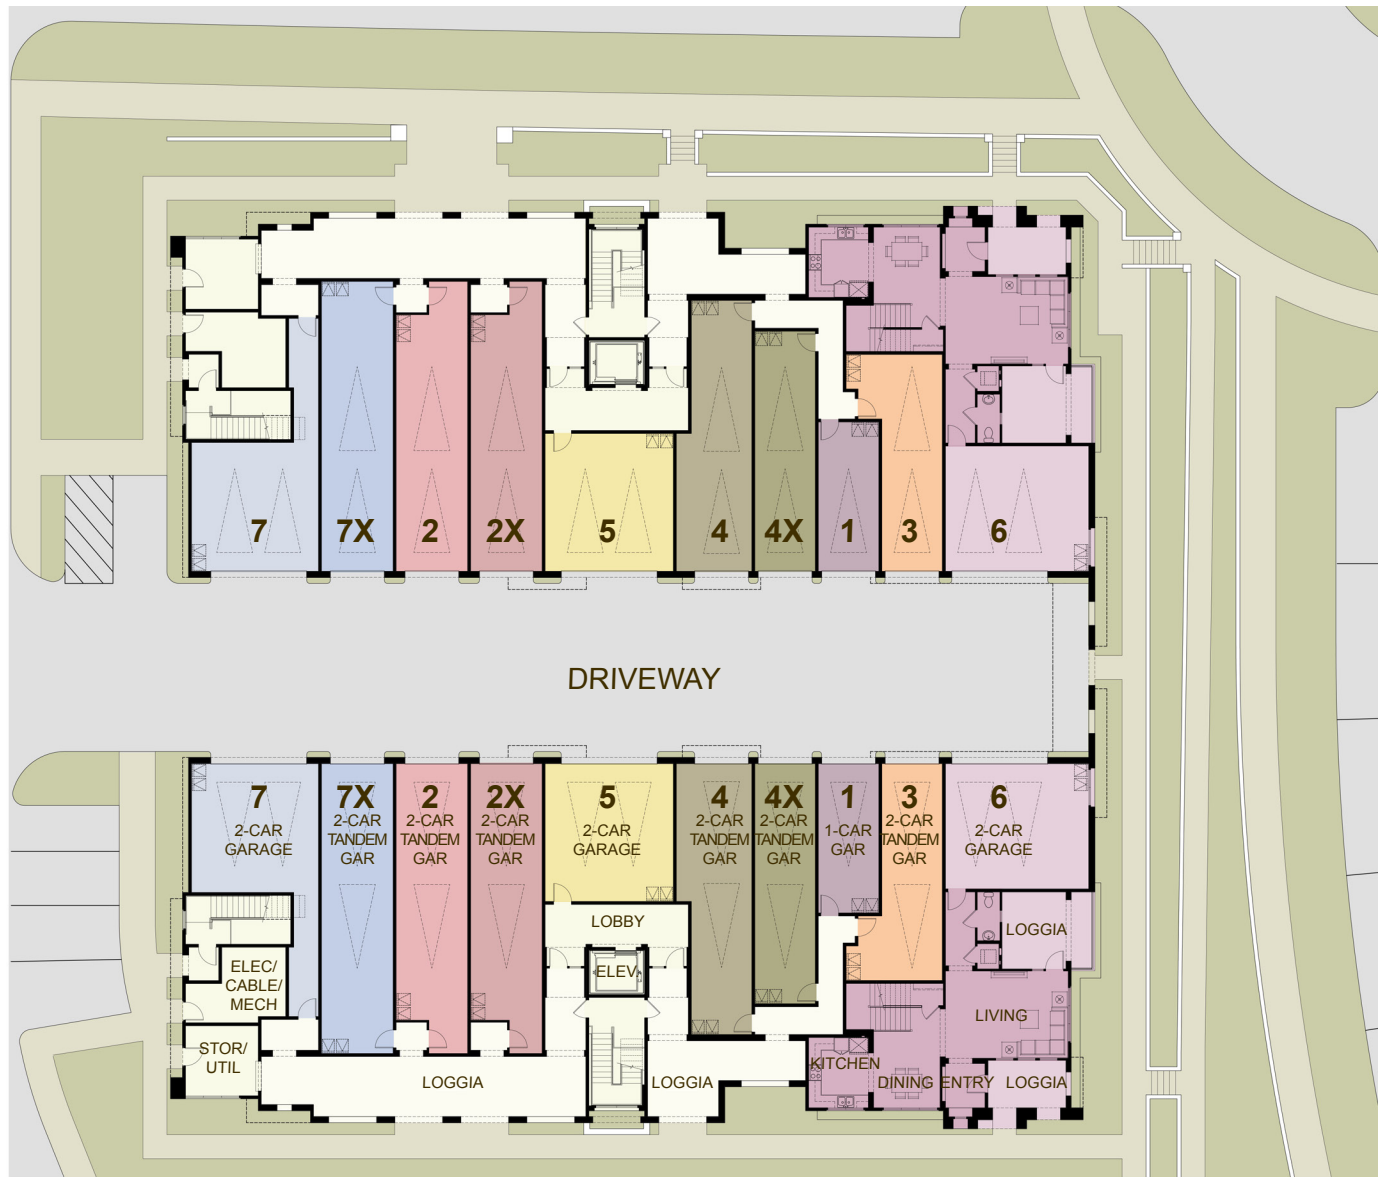 7
7X
2
2X
5
4
4X
1
3
6
DRIVEWAY
7
2-CAR
GARAGE
7X
2-CAR
TANDEM
GAR
2
2-CAR
TANDEM
GAR
2X
2-CAR
TANDEM
GAR
5
2-CAR
GARAGE
4
2-CAR
TANDEM
GAR
4X
2-CAR
TANDEM
GAR
1
1-CAR
GAR
3
2-CAR
TANDEM
GAR
6
2-CAR
GARAGE
LOBBY
LOGGIA
ELEV.
ELEC/
CABLE/
MECH
LIVING
STOR/
UTIL
LOGGIA
LOGGIA
KITCHEN
DINING
ENTRY
LOGGIA